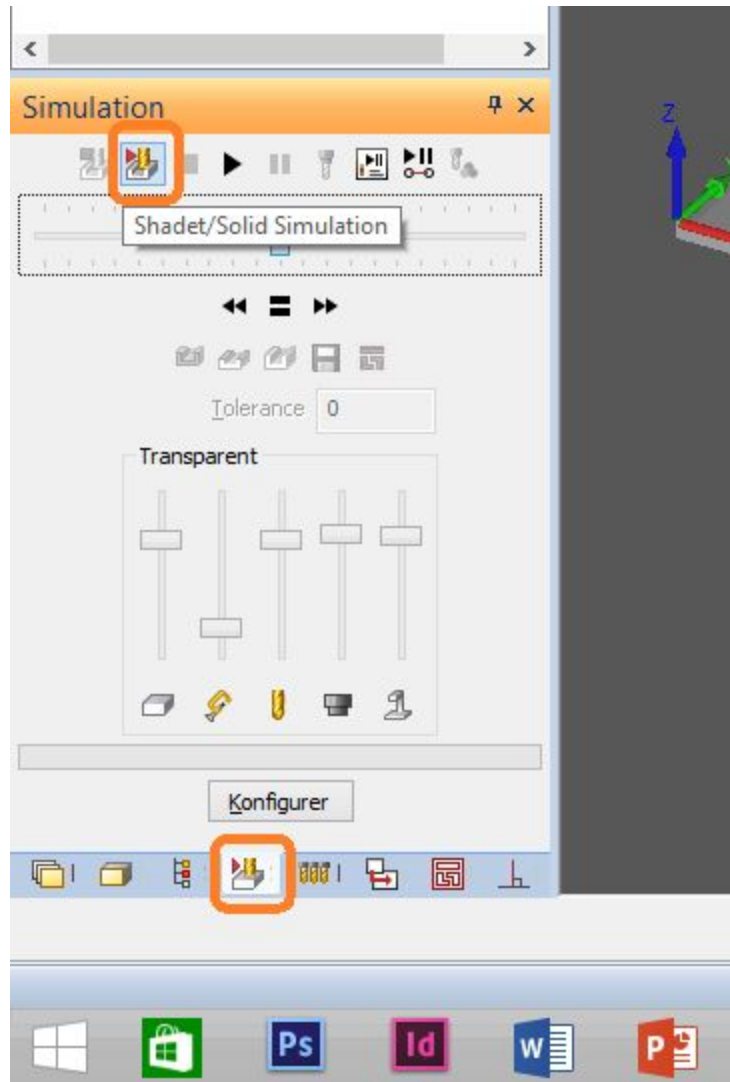 Simulation
Z
Shadet/Solid Simulation
Tolerance 0
Transparent
Konfigurer
Ps
Id
W
P